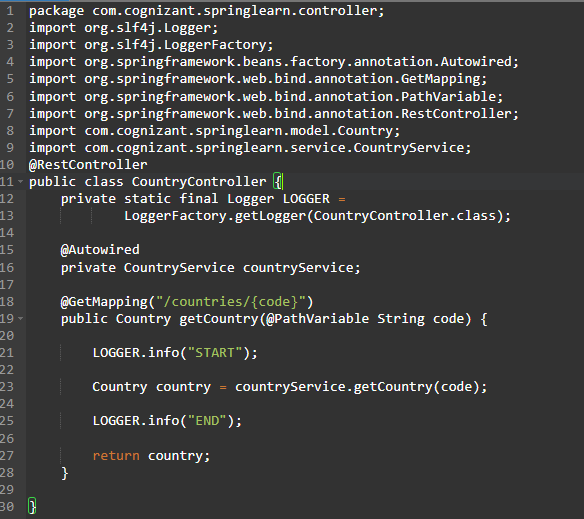 1 package com.cognizant.springlearn.controller;
2 import org.slf4j.Logger;
3 import org.slf4j.LoggerFactory;
4 import org.springframework.beans.factory.annotation.Autowired;
5 import org.springframework.web.bind.annotation.GetMapping;
6 import org.springframework.web.bind.annotation.PathVariable;
7 import org.springframework.web.bind.annotation.RestController;
8 import com.cognizant.springlearn.model.Country;
9 import com.cognizant.springlearn.service.CountryService;
10 @RestController
11 public class CountryController {
12     private static final Logger LOGGER =
13             LoggerFactory.getLogger(CountryController.class);
14
15     @Autowired
16     private CountryService countryService;
17
18     @GetMapping("/countries/{code}")
19     public Country getCountry(@PathVariable String code) {
20
21         LOGGER.info("START");
22
23         Country country = countryService.getCountry(code);
24
25         LOGGER.info("END");
26
27         return country;
28     }
29
30 }